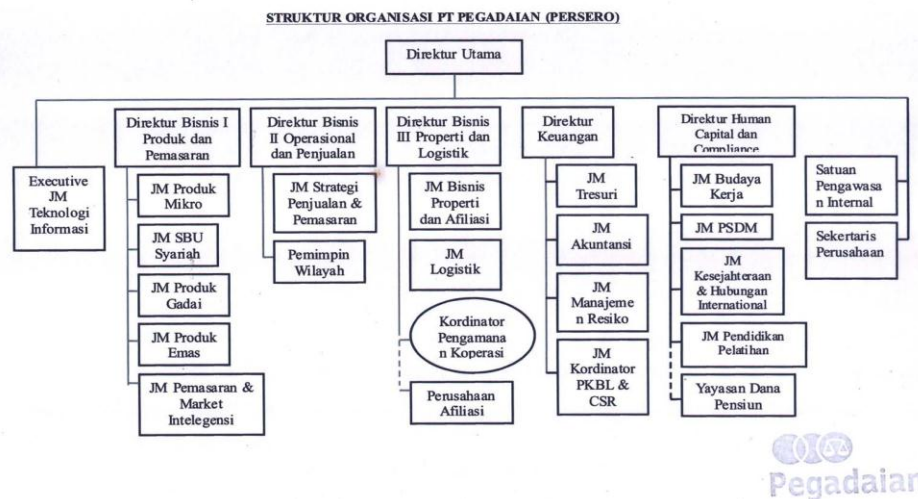 STRUKTUR ORGANISASI PT PEGADAIAN (PERSERO)
Direktur Utama
Direktur Bisnis I
Produk dan
Pemasaran
Direktur Bisnis
II Operasional
dan Penjualan
Direktur Bisnis
III Properti dan
Logistik
Direktur
Keuangan
Direktur Human
Capital dan
Compliance
Executive
JM
Teknologi
Informasi
JM Produk
Mikro
JM SBU
Syariah
JM Produk
Gadai
JM Produk
Emas
JM Pemasaran &
Market
Intelegensi
JM Strategi
Penjualan &
Pemasaran
Pemimpin
Wilayah
JM Bisnis
Properti
dan Afiliasi
JM
Logistik
Kordinator
Pengamana
n Koperasi
Perusahaan
Afiliasi
JM
Tresuri
JM
Akuntansi
JM
Manajeme
n Resiko
JM
Kordinator
PKBL &
CSR
JM Budaya
Kerja
JM PSDM
JM
Kesejahteraan
& Hubungan
International
JM Pendidikan
Pelatihan
Yayasan Dana
Pensiun
Satuan
Pengawasa
n Internal
Sekertaris
Perusahaan
Pegadaian